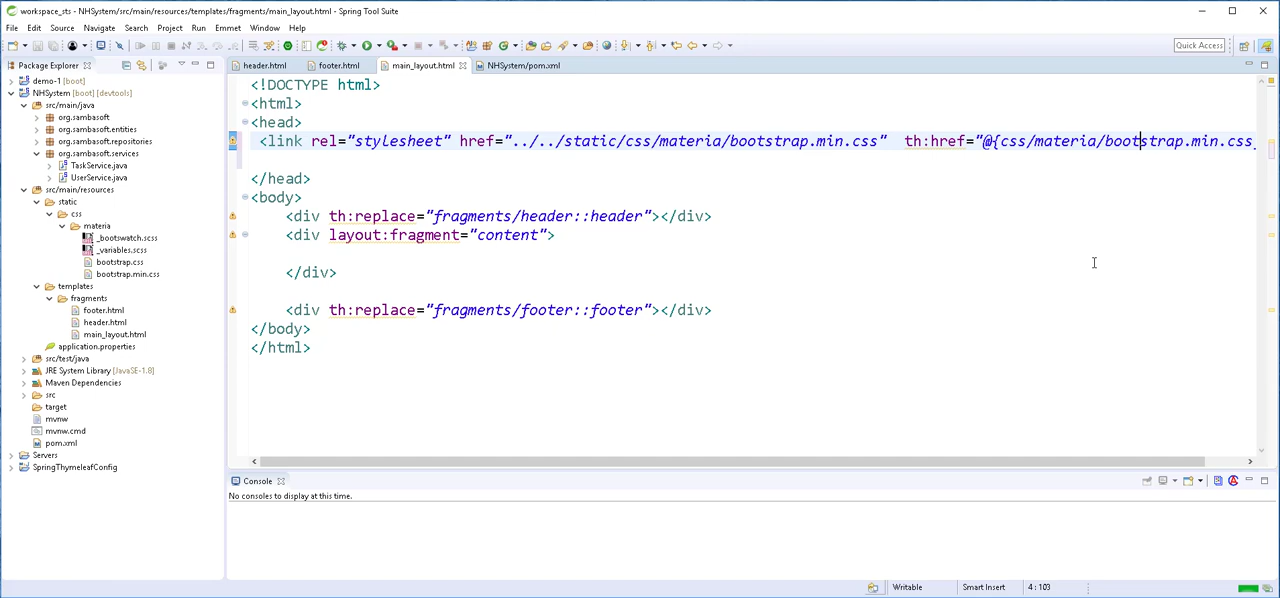 workspace_sts - NHSystem/src/main/resources/templates/fragments/main_layout.html - Spring Tool Suite
File Edit Source Navigate Search Project Run Emmet Window Help
Quick Access
Package Explorer
demo-1 [boot]
NHSystem [boot] [devtools]
src/main/java
org.sambasoft
org.sambasoft.entities
org.sambasoft.repositories
org.sambasoft.services
TaskService.java
UserService.java
src/main/resources
static
css
materia
_bootswatch.scss
_variables.scss
bootstrap.css
bootstrap.min.css
templates
fragments
footer.html
header.html
main_layout.html
application.properties
src/test/java
JRE System Library [JavaSE-1.8]
Maven Dependencies
src
target
mvnw
mvnw.cmd
pom.xml
Servers
SpringThymeleafConfig
header.html footer.html main_layout.html NHSystem/pom.xml
<!DOCTYPE html>
<html>
<head>
<link rel="stylesheet" href="../../static/css/materia/bootstrap.min.css" th:href="@{css/materia/bootstrap.min.css
</head>
<body>
<div th:replace="fragments/header::header"></div>
<div layout:fragment="content">
</div>
<div th:replace="fragments/footer::footer"></div>
</body>
</html>
Console
No consoles to display at this time.
Writable Smart Insert 4 : 103